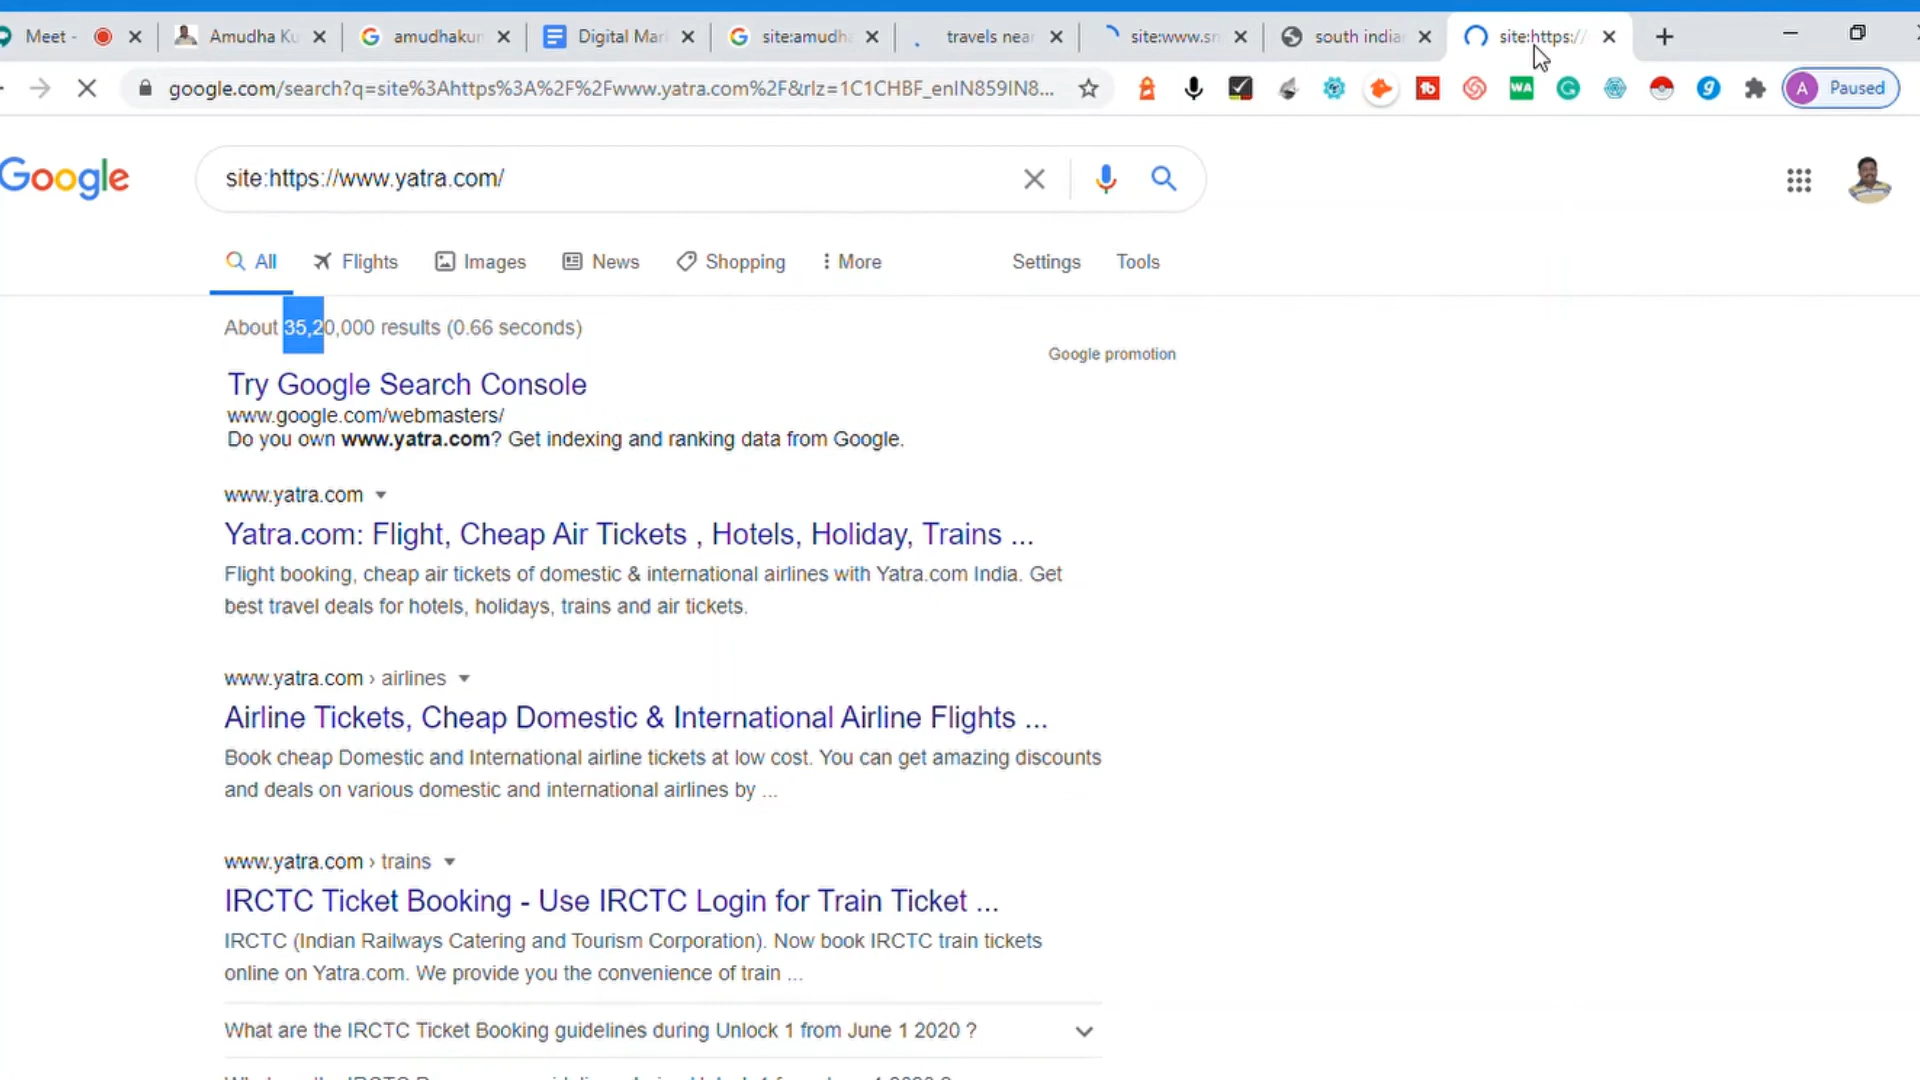 Meet -
Amudha Ku
amudhakun
Digital Mar
site:amudha
travels near
site:www.sn
south india
site:https://
google.com/search?q=site%3Ahttps%3A%2F%2Fwww.yatra.com%2F&rlz=1C1CHBF_enIN859IN8...
A Paused
Google
site:https://www.yatra.com/
All
Flights
Images
News
Shopping
More
Settings
Tools
About 35,20,000 results (0.66 seconds)
Google promotion
Try Google Search Console
www.google.com/webmasters/
Do you own www.yatra.com? Get indexing and ranking data from Google.
www.yatra.com
Yatra.com: Flight, Cheap Air Tickets , Hotels, Holiday, Trains ...
Flight booking, cheap air tickets of domestic & international airlines with Yatra.com India. Get
best travel deals for hotels, holidays, trains and air tickets.
www.yatra.com › airlines
Airline Tickets, Cheap Domestic & International Airline Flights ...
Book cheap Domestic and International airline tickets at low cost. You can get amazing discounts
and deals on various domestic and international airlines by ...
www.yatra.com › trains
IRCTC Ticket Booking - Use IRCTC Login for Train Ticket ...
IRCTC (Indian Railways Catering and Tourism Corporation). Now book IRCTC train tickets
online on Yatra.com. We provide you the convenience of train ...
What are the IRCTC Ticket Booking guidelines during Unlock 1 from June 1 2020 ?